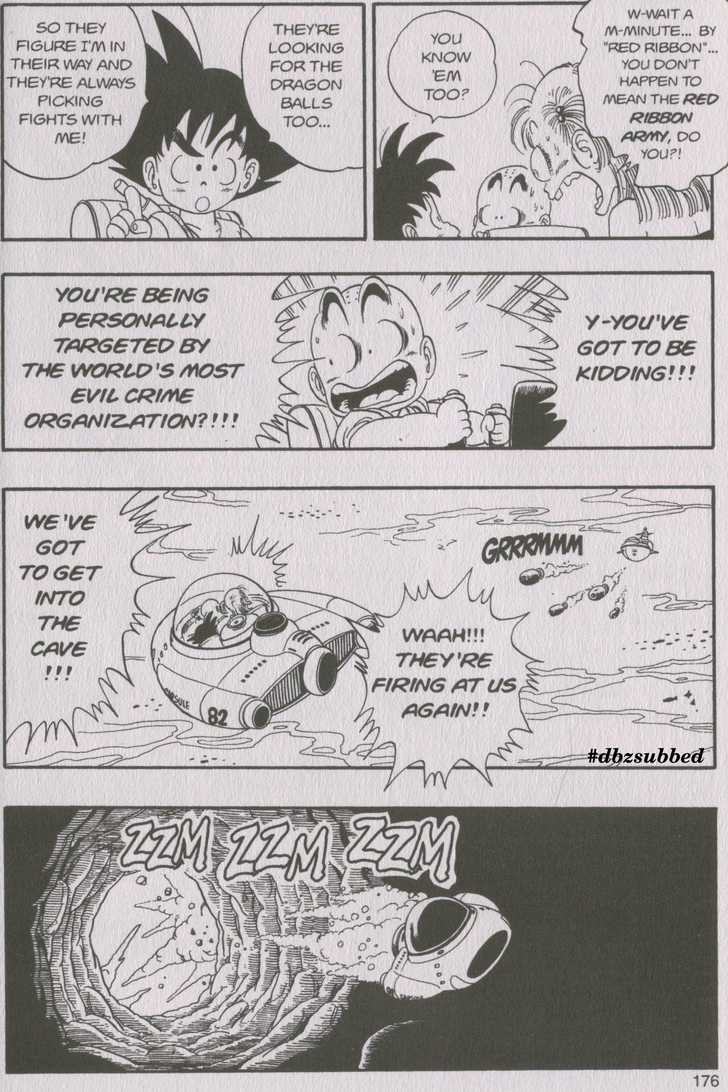 W-WAIT A
M-MINUTE... BY
"RED RIBBON"...
YOU DON'T
HAPPEN TO
MEAN THE RED
RIBBON
ARMY, DO
YOU?!
YOU
KNOW
'EM
TOO?
THEY'RE
LOOKING
FOR THE
DRAGON
BALLS
TOO...
SO THEY
FIGURE I'M IN
THEIR WAY AND
THEY'RE ALWAYS
PICKING
FIGHTS WITH
ME!
Y-YOU'VE
GOT TO BE
KIDDING!!!
YOU'RE BEING
PERSONALLY
TARGETED BY
THE WORLD'S MOST
EVIL CRIME
ORGANIZATION?!!!
GRRRMMM
WAAH!!!
THEY'RE
FIRING AT US
AGAIN!!
WE'VE
GOT
TO GET
INTO
THE
CAVE
!!!
82
#dbzsubbed
ZZM ZZM ZZM
176